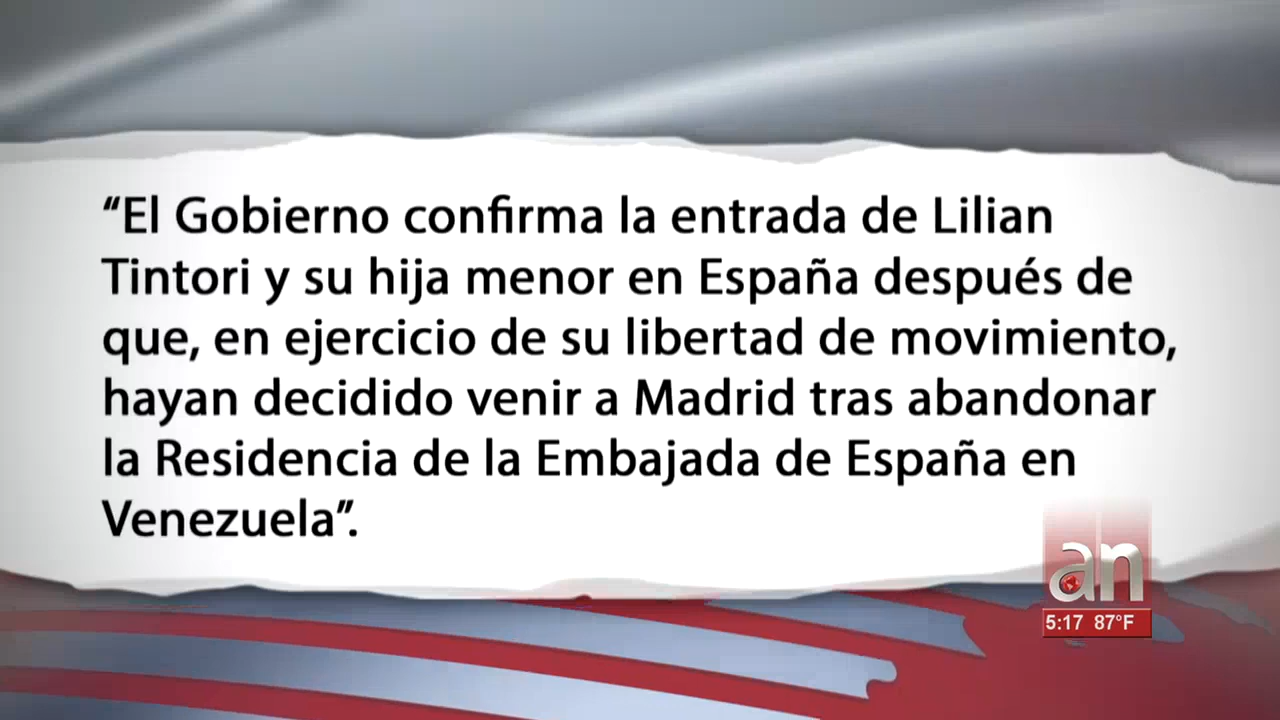 “El Gobierno confirma la entrada de Lilian
Tintori y su hija menor en España después de
que, en ejercicio de su libertad de movimiento,
hayan decidido venir a Madrid tras abandonar
la Residencia de la Embajada de España en
Venezuela”.
an
5:17 87°F